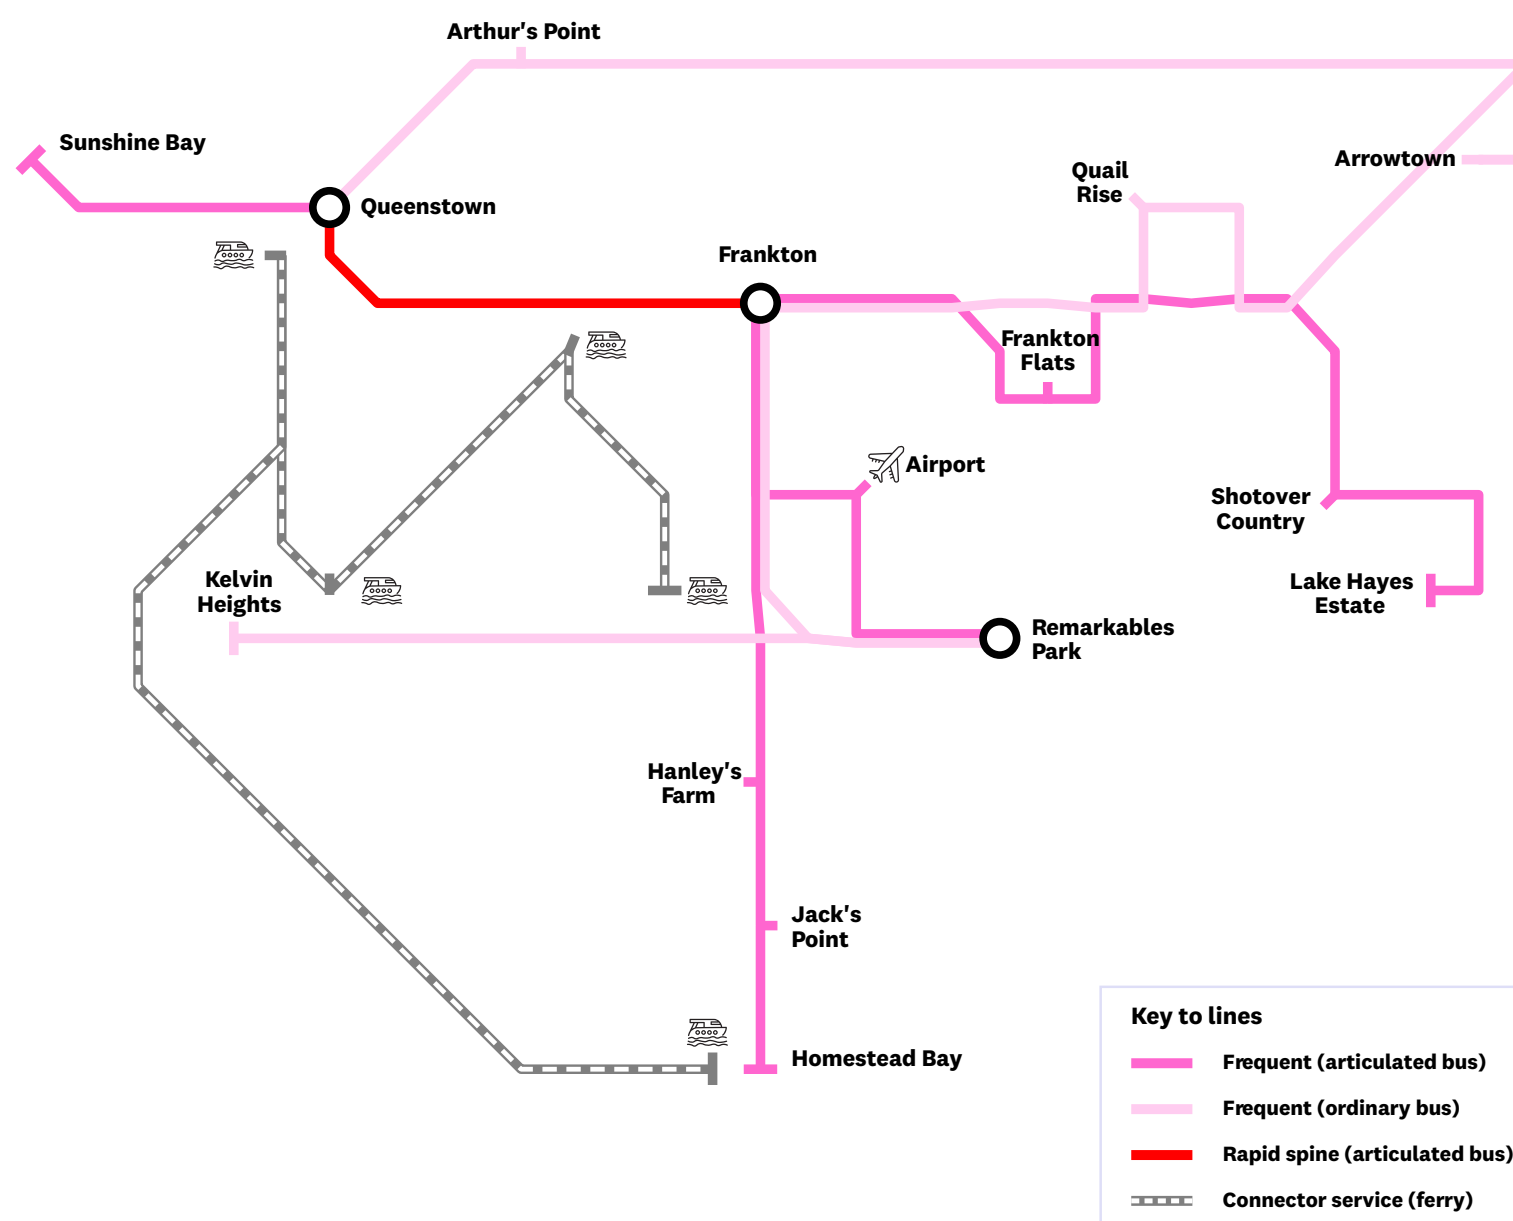 Arthur's Point
Sunshine Bay
Arrowtown
Quail
Rise
Queenstown
Frankton
Frankton
Flats
Airport
Shotover
Country
Kelvin
Heights
Lake Hayes
Estate
Remarkables
Park
Hanley's
Farm
Jack's
Point
Homestead Bay
Key to lines
Frequent (articulated bus)
Frequent (ordinary bus)
Rapid spine (articulated bus)
Connector service (ferry)